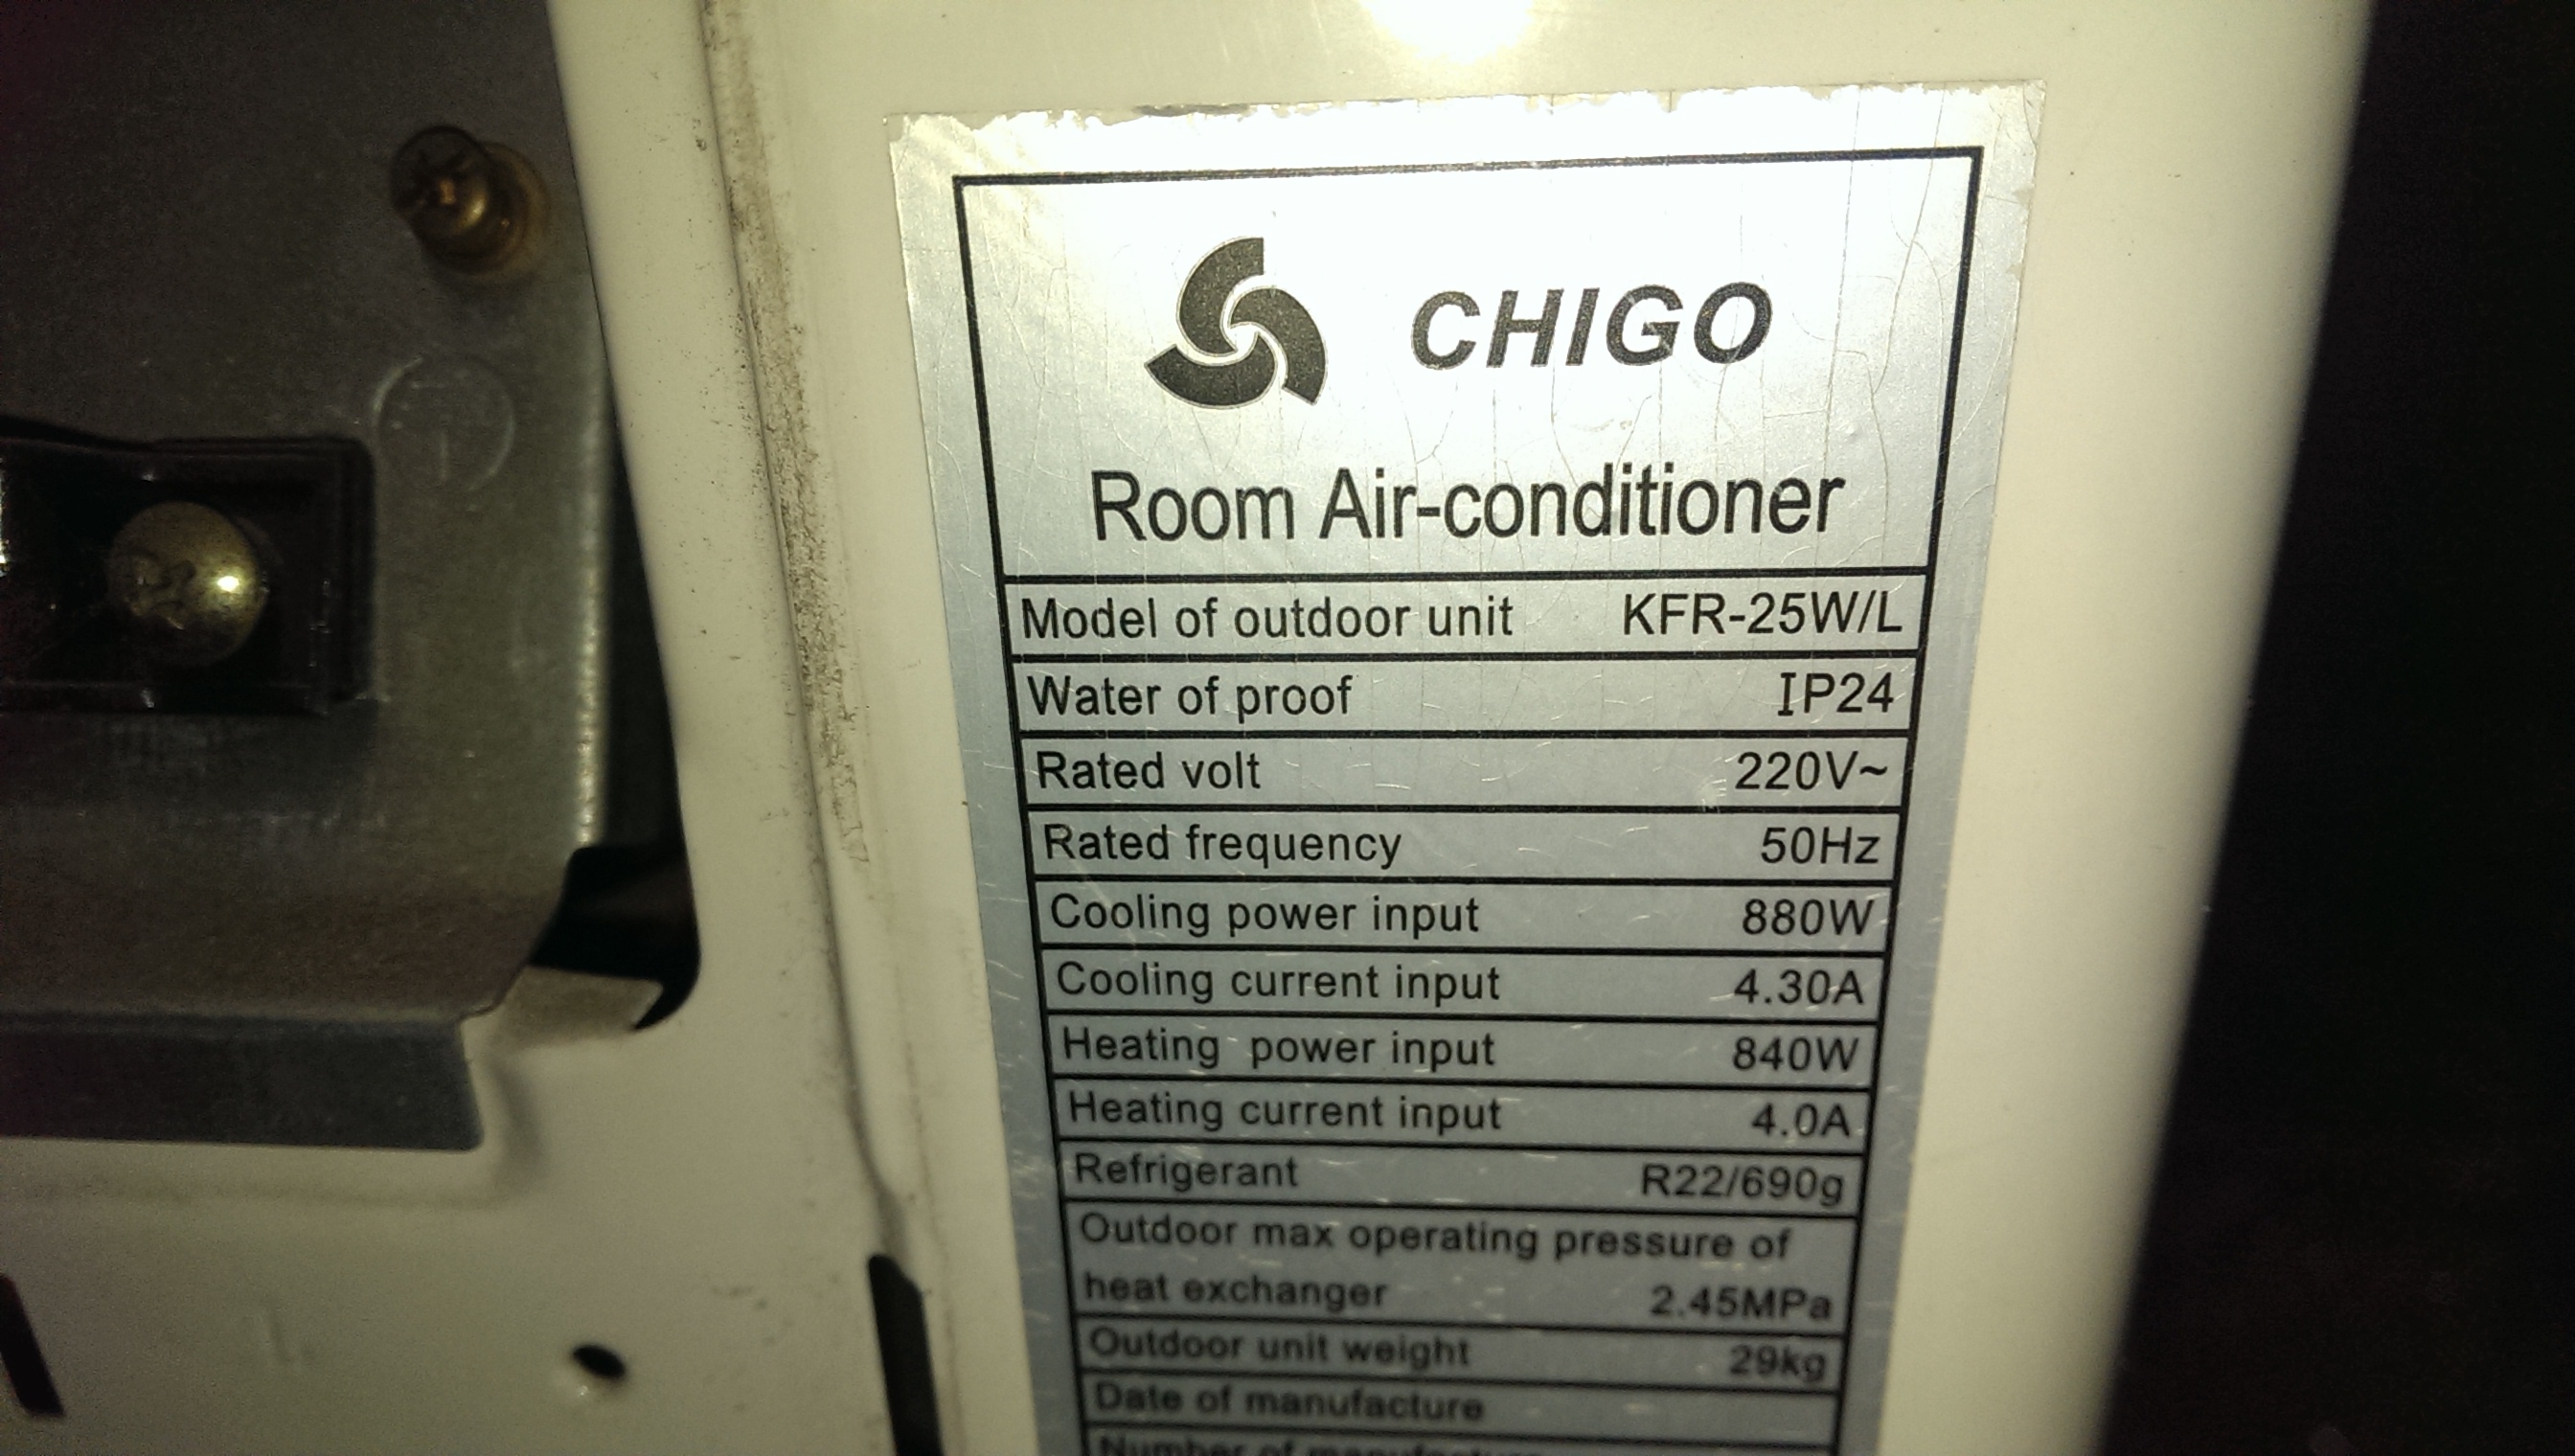 CHIGO
Room Air-conditioner
Model of outdoor unit KFR-25W/L
Water of proof IP24
Rated volt 220V~
Rated frequency 50Hz
Cooling power input 880W
Cooling current input 4.30A
Heating power input 840W
Heating current input 4.0A
Refrigerant R22/690g
Outdoor max operating pressure of
heat exchanger 2.45MPa
Outdoor unit weight 29kg
Date of manufacture
Number of